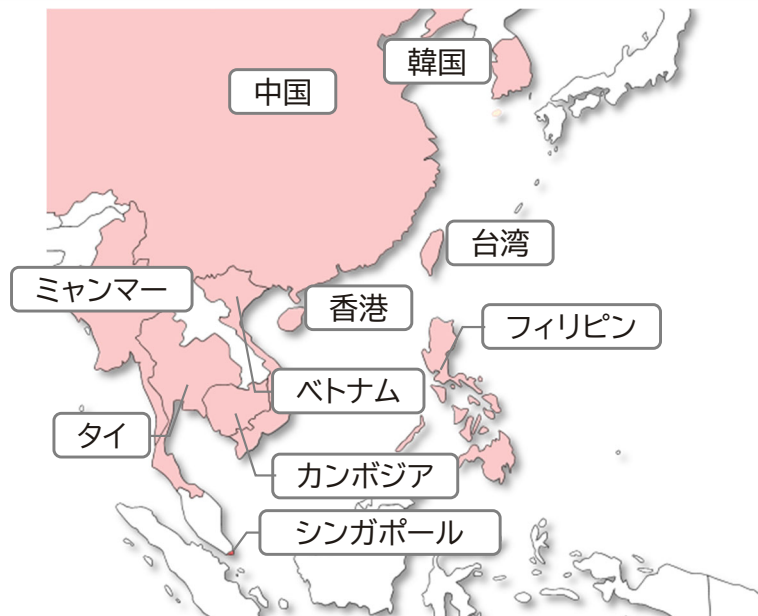 韓国
中国
台湾
ミャンマー
香港
フィリピン
ベトナム
タイ
カンボジア
シンガポール